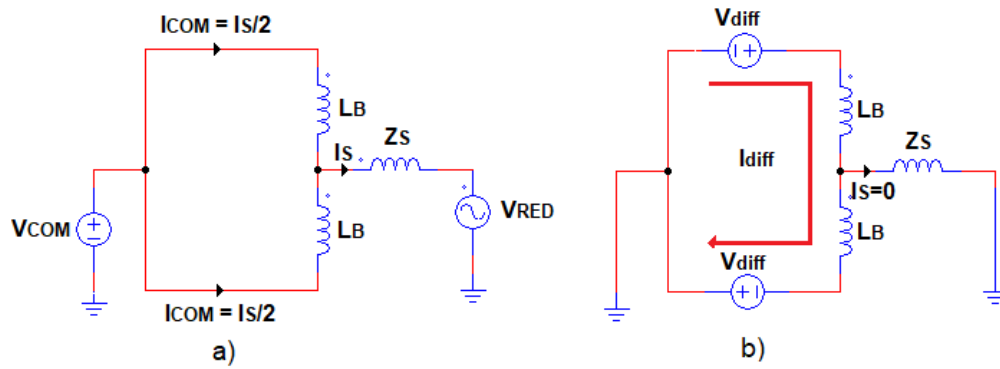 ICOM = IS/2
LB
IS
ZS
VCOM
LB
VRED
ICOM = IS/2
a)
Vdiff
LB
ZS
Idiff
IS=0
LB
Vdiff
b)